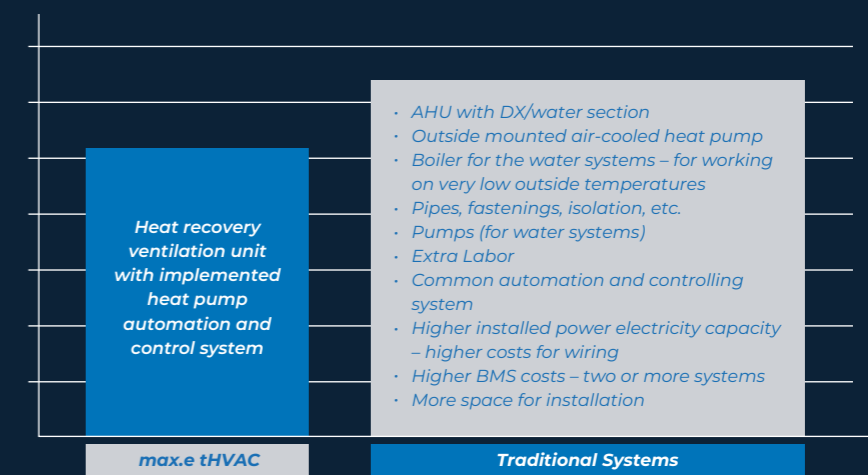 Heat recovery
ventilation unit
with implemented
heat pump
automation and
control system
· AHU with DX/water section
· Outside mounted air-cooled heat pump
· Boiler for the water systems – for working
on very low outside temperatures
· Pipes, fastenings, isolation, etc.
· Pumps (for water systems)
· Extra Labor
· Common automation and controlling
system
· Higher installed power electricity capacity
– higher costs for wiring
· Higher BMS costs – two or more systems
· More space for installation
max.e tHVAC
Traditional Systems